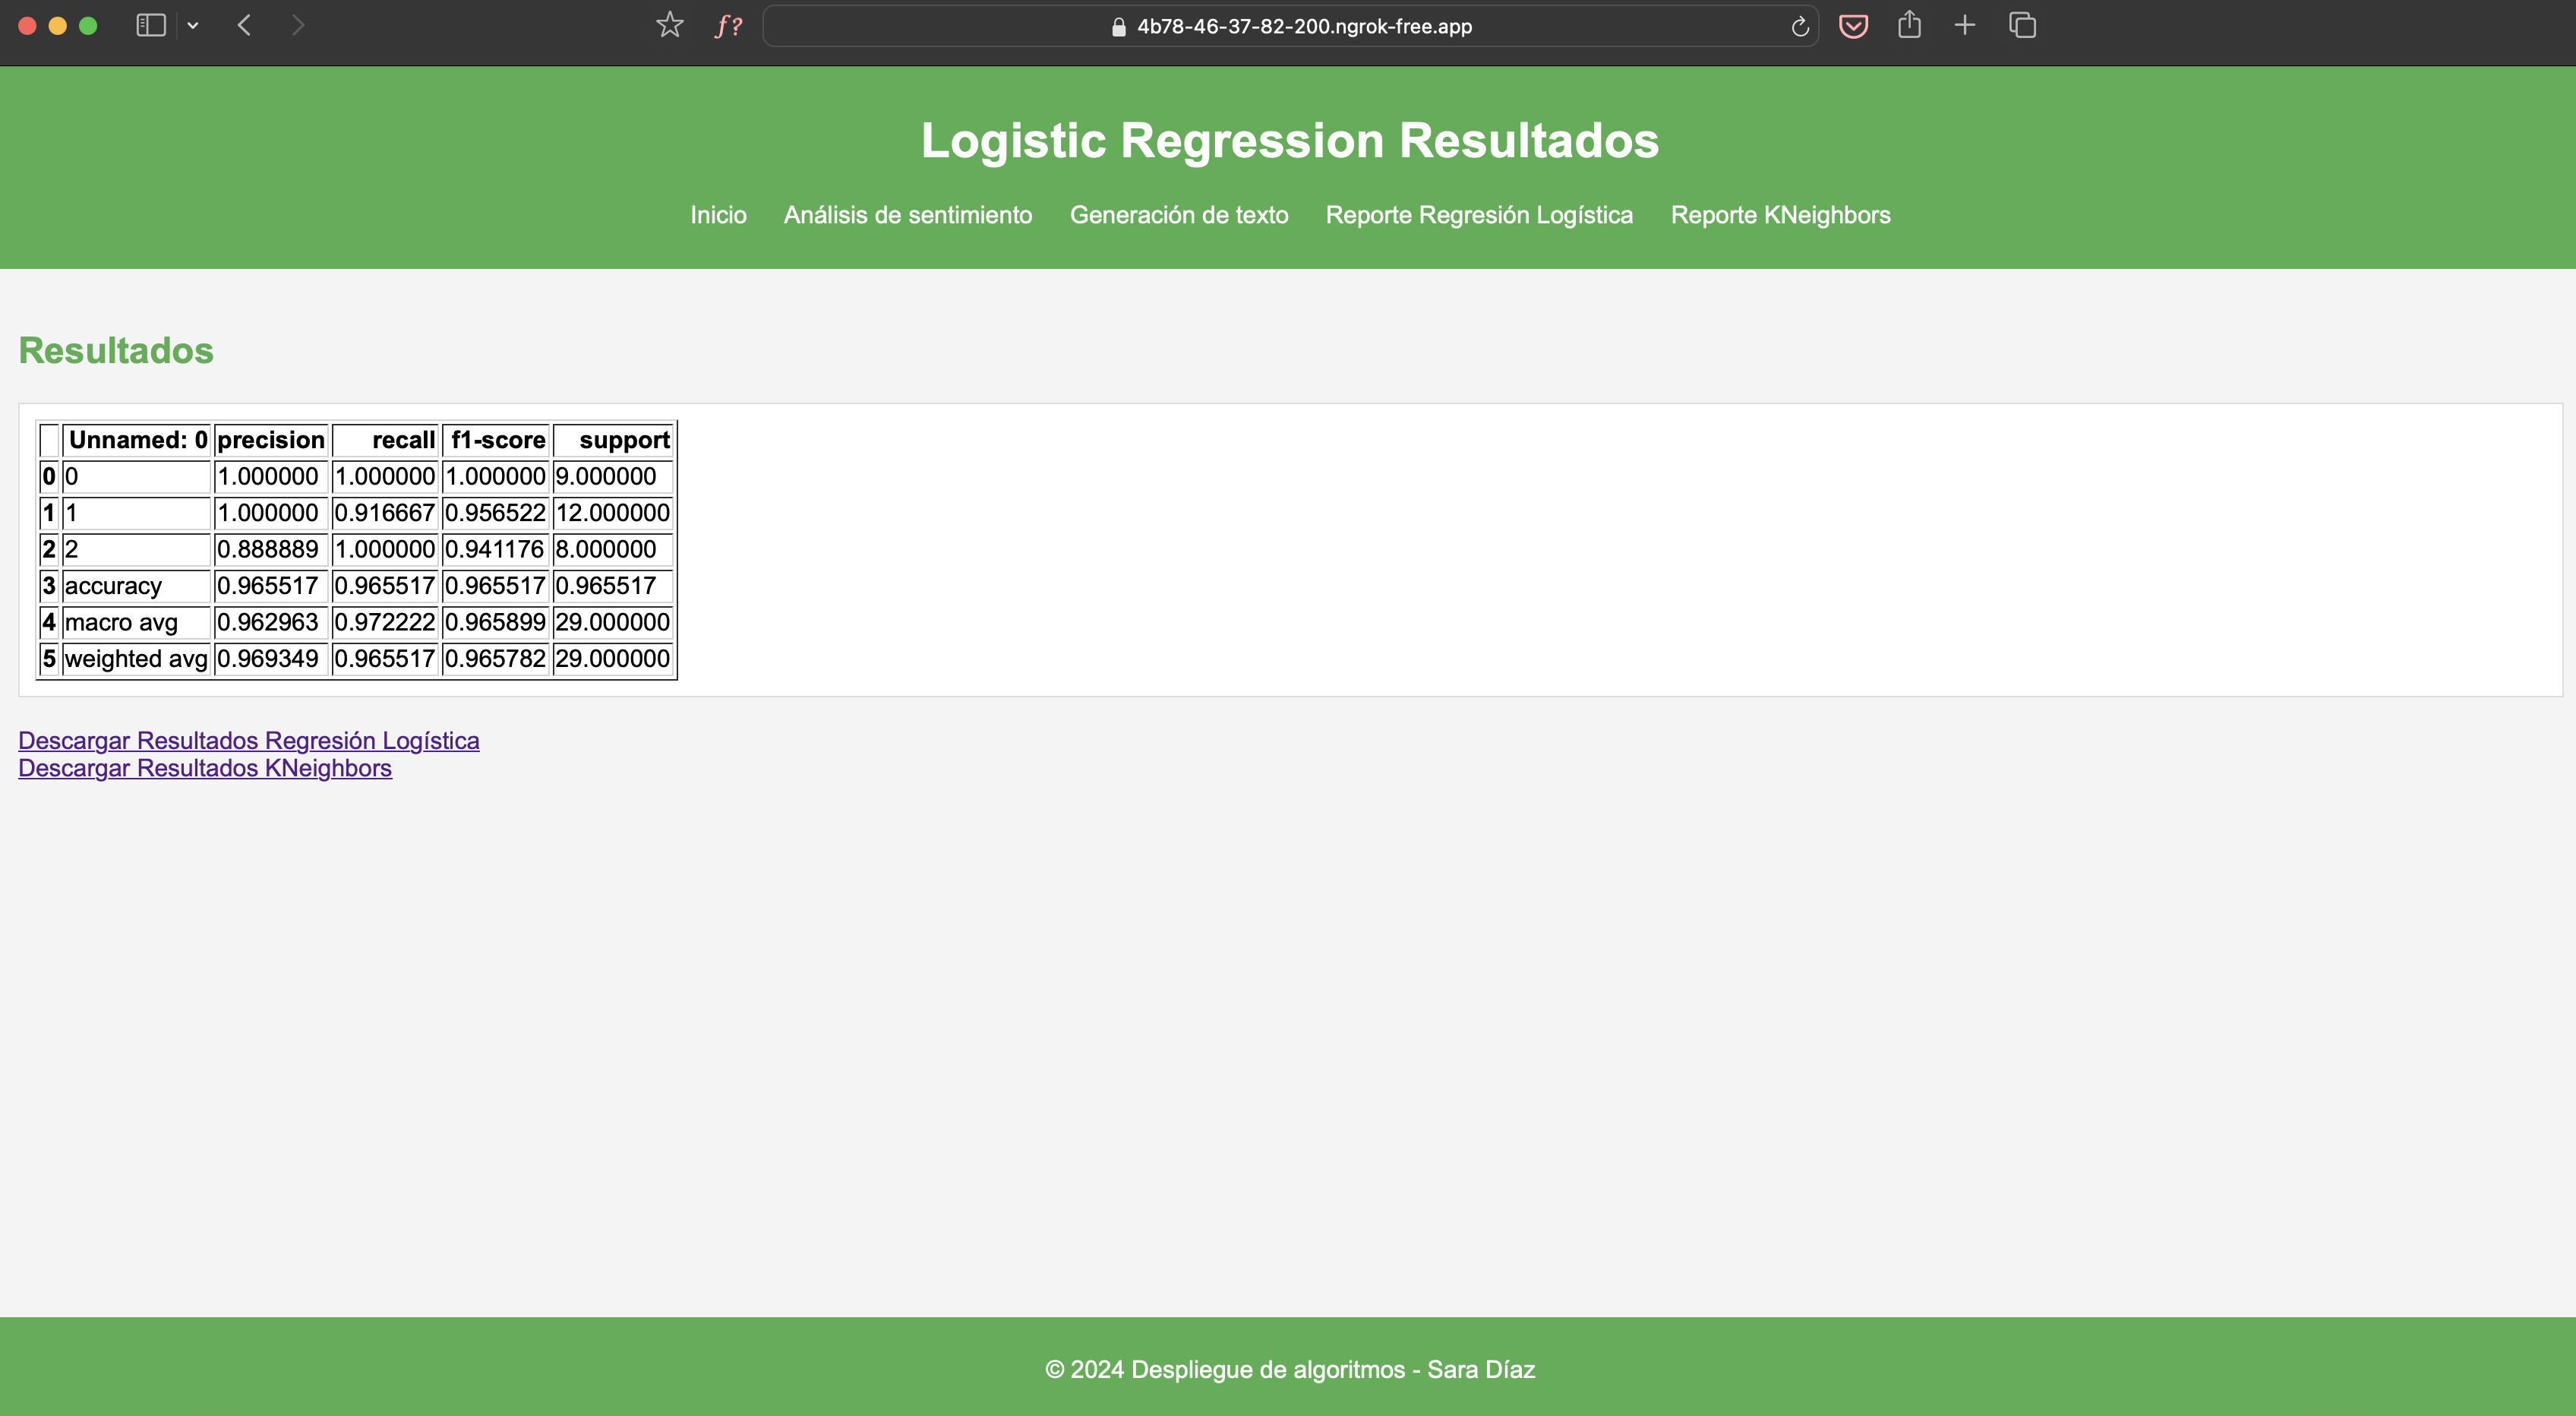 f?
4b78-46-37-82-200.ngrok-free.app
Logistic Regression Resultados
Inicio Análisis de sentimiento Generación de texto Reporte Regresión Logística Reporte KNeighbors
Resultados
Unnamed: 0 precision recall f1-score support
0 0 1.000000 1.000000 1.000000 9.000000
1 1 1.000000 0.916667 0.956522 12.000000
2 2 0.888889 1.000000 0.941176 8.000000
3 accuracy 0.965517 0.965517 0.965517 0.965517
4 macro avg 0.962963 0.972222 0.965899 29.000000
5 weighted avg 0.969349 0.965517 0.965782 29.000000
Descargar Resultados Regresión Logística
Descargar Resultados KNeighbors
© 2024 Despliegue de algoritmos - Sara Díaz